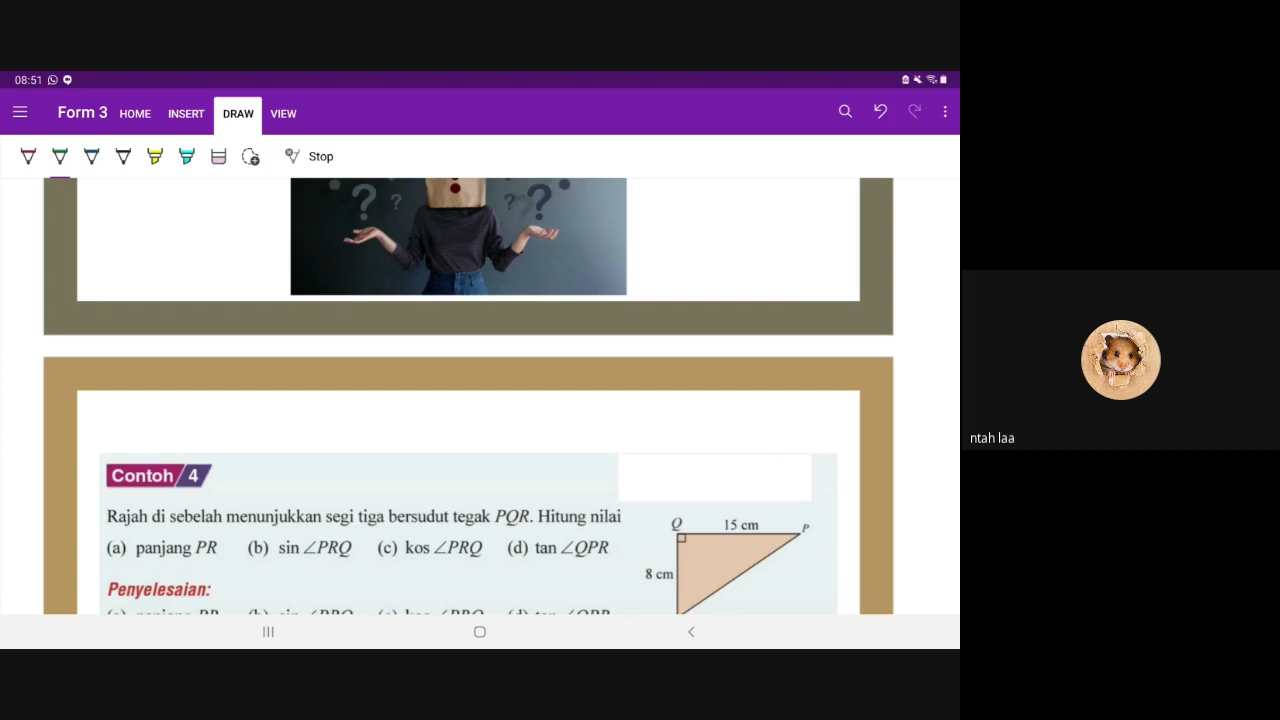 08:51
Form 3 HOME INSERT DRAW VIEW
Stop
? ? ? ?
Contoh 4
Rajah di sebelah menunjukkan segi tiga bersudut tegak PQR. Hitung nilai
(a) panjang PR (b) sin ∠PRQ (c) kos ∠PRQ (d) tan ∠QPR
Q 15 cm P
8 cm
Penyelesaian:
ntah laa